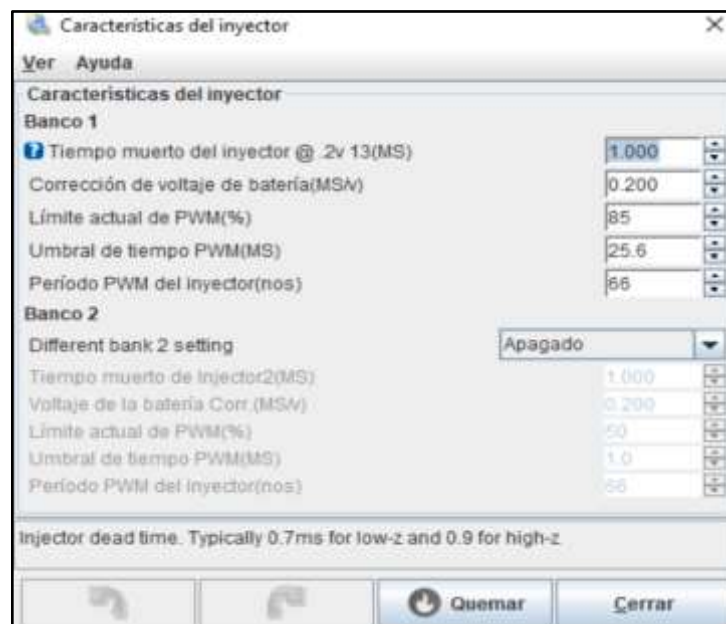 Características del inyector
Ver Ayuda
Características del inyector
Banco 1
Tiempo muerto del inyector @ .2v 13(MS) 1.000
Corrección de voltaje de batería(MS/v) 0.200
Límite actual de PWM(%) 85
Umbral de tiempo PWM(MS) 25.6
Período PWM del inyector(nos) 66
Banco 2
Different bank 2 setting Apagado
Tiempo muerto de Injector2(MS) 1.000
Voltaje de la batería Corr.(MS/v) 0.200
Límite actual de PWM(%) 50
Umbral de tiempo PWM(MS) 1.0
Período PWM del inyector(nos) 66
Injector dead time. Typically 0.7ms for low-z and 0.9 for high-z
Quemar Cerrar